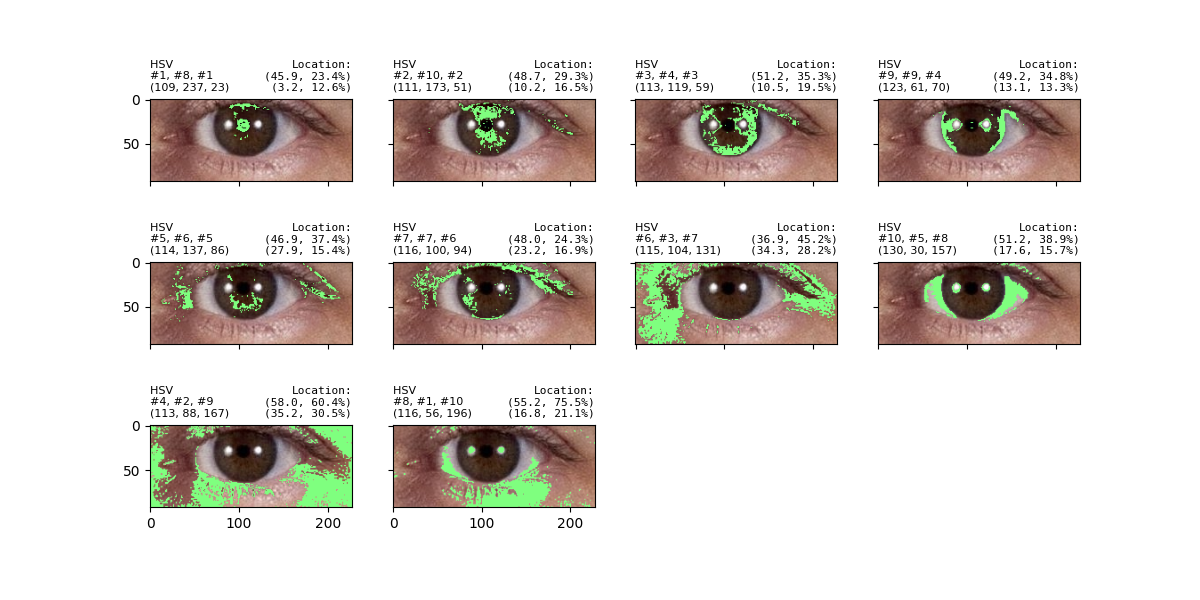 HSV Location:
#1, #8, #1 (45.9, 23.4%)
(109, 237, 23) (3.2, 12.6%)
HSV Location:
#2, #10, #2 (48.7, 29.3%)
(111, 173, 51) (10.2, 16.5%)
HSV Location:
#3, #4, #3 (51.2, 35.3%)
(113, 119, 59) (10.5, 19.5%)
HSV Location:
#9, #9, #4 (49.2, 34.8%)
(123, 61, 70) (13.1, 13.3%)
0
50
HSV Location:
#5, #6, #5 (46.9, 37.4%)
(114, 137, 86) (27.9, 15.4%)
HSV Location:
#7, #7, #6 (48.0, 24.3%)
(116, 100, 94) (23.2, 16.9%)
HSV Location:
#6, #3, #7 (36.9, 45.2%)
(115, 104, 131) (34.3, 28.2%)
HSV Location:
#10, #5, #8 (51.2, 38.9%)
(130, 30, 157) (17.6, 15.7%)
0
50
HSV Location:
#4, #2, #9 (58.0, 60.4%)
(113, 88, 167) (35.2, 30.5%)
HSV Location:
#8, #1, #10 (55.2, 75.5%)
(116, 56, 196) (16.8, 21.1%)
0
50
0 100 200
0 100 200